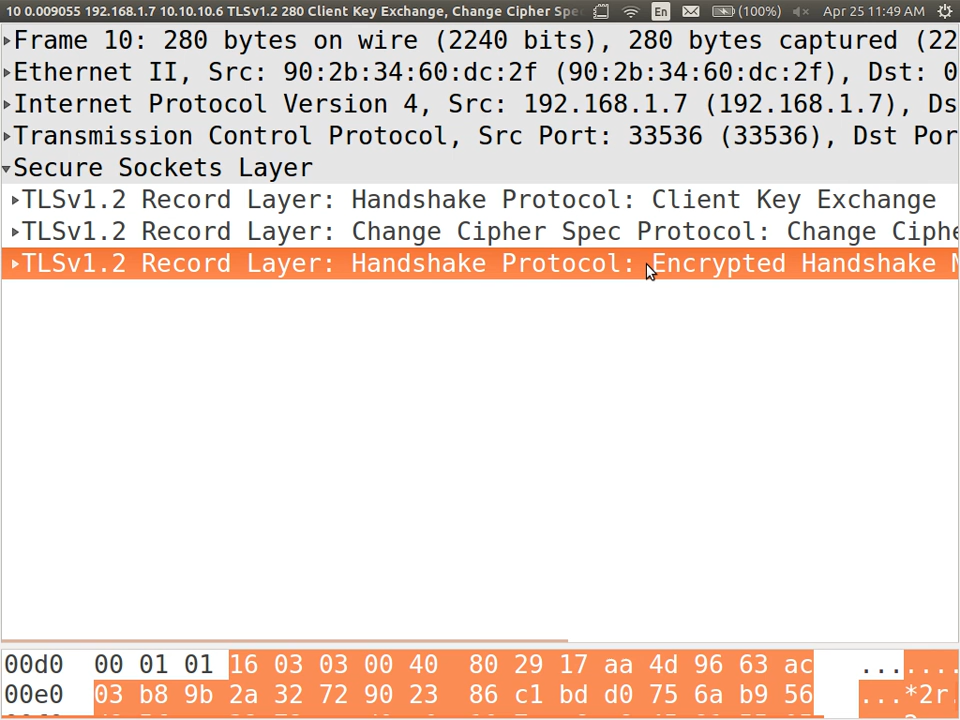 10 0.009055 192.168.1.7 10.10.10.6 TLSv1.2 280 Client Key Exchange, Change Cipher Spec En (100%) Apr 25 11:49 AM
Frame 10: 280 bytes on wire (2240 bits), 280 bytes captured (22
Ethernet II, Src: 90:2b:34:60:dc:2f (90:2b:34:60:dc:2f), Dst: 0
Internet Protocol Version 4, Src: 192.168.1.7 (192.168.1.7), Ds
Transmission Control Protocol, Src Port: 33536 (33536), Dst Por
Secure Sockets Layer
TLSv1.2 Record Layer: Handshake Protocol: Client Key Exchange
TLSv1.2 Record Layer: Change Cipher Spec Protocol: Change Ciphe
TLSv1.2 Record Layer: Handshake Protocol: Encrypted Handshake M
00d0 00 01 01 16 03 03 00 40 80 29 17 aa 4d 96 63 ac ... ....
00e0 03 b8 9b 2a 32 72 90 23 86 c1 bd d0 75 6a b9 56 ...*2r,